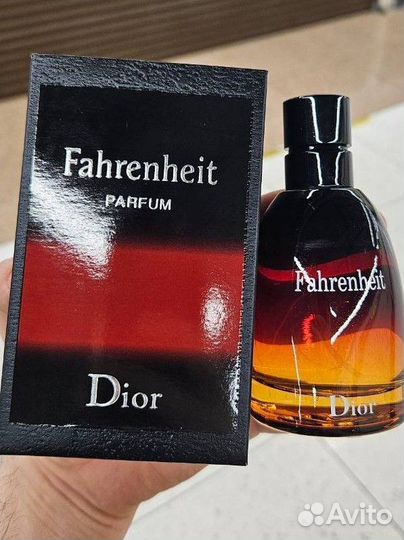 Fahrenheit
PARFUM
Dior
Fahrenheit
Dior
Avito